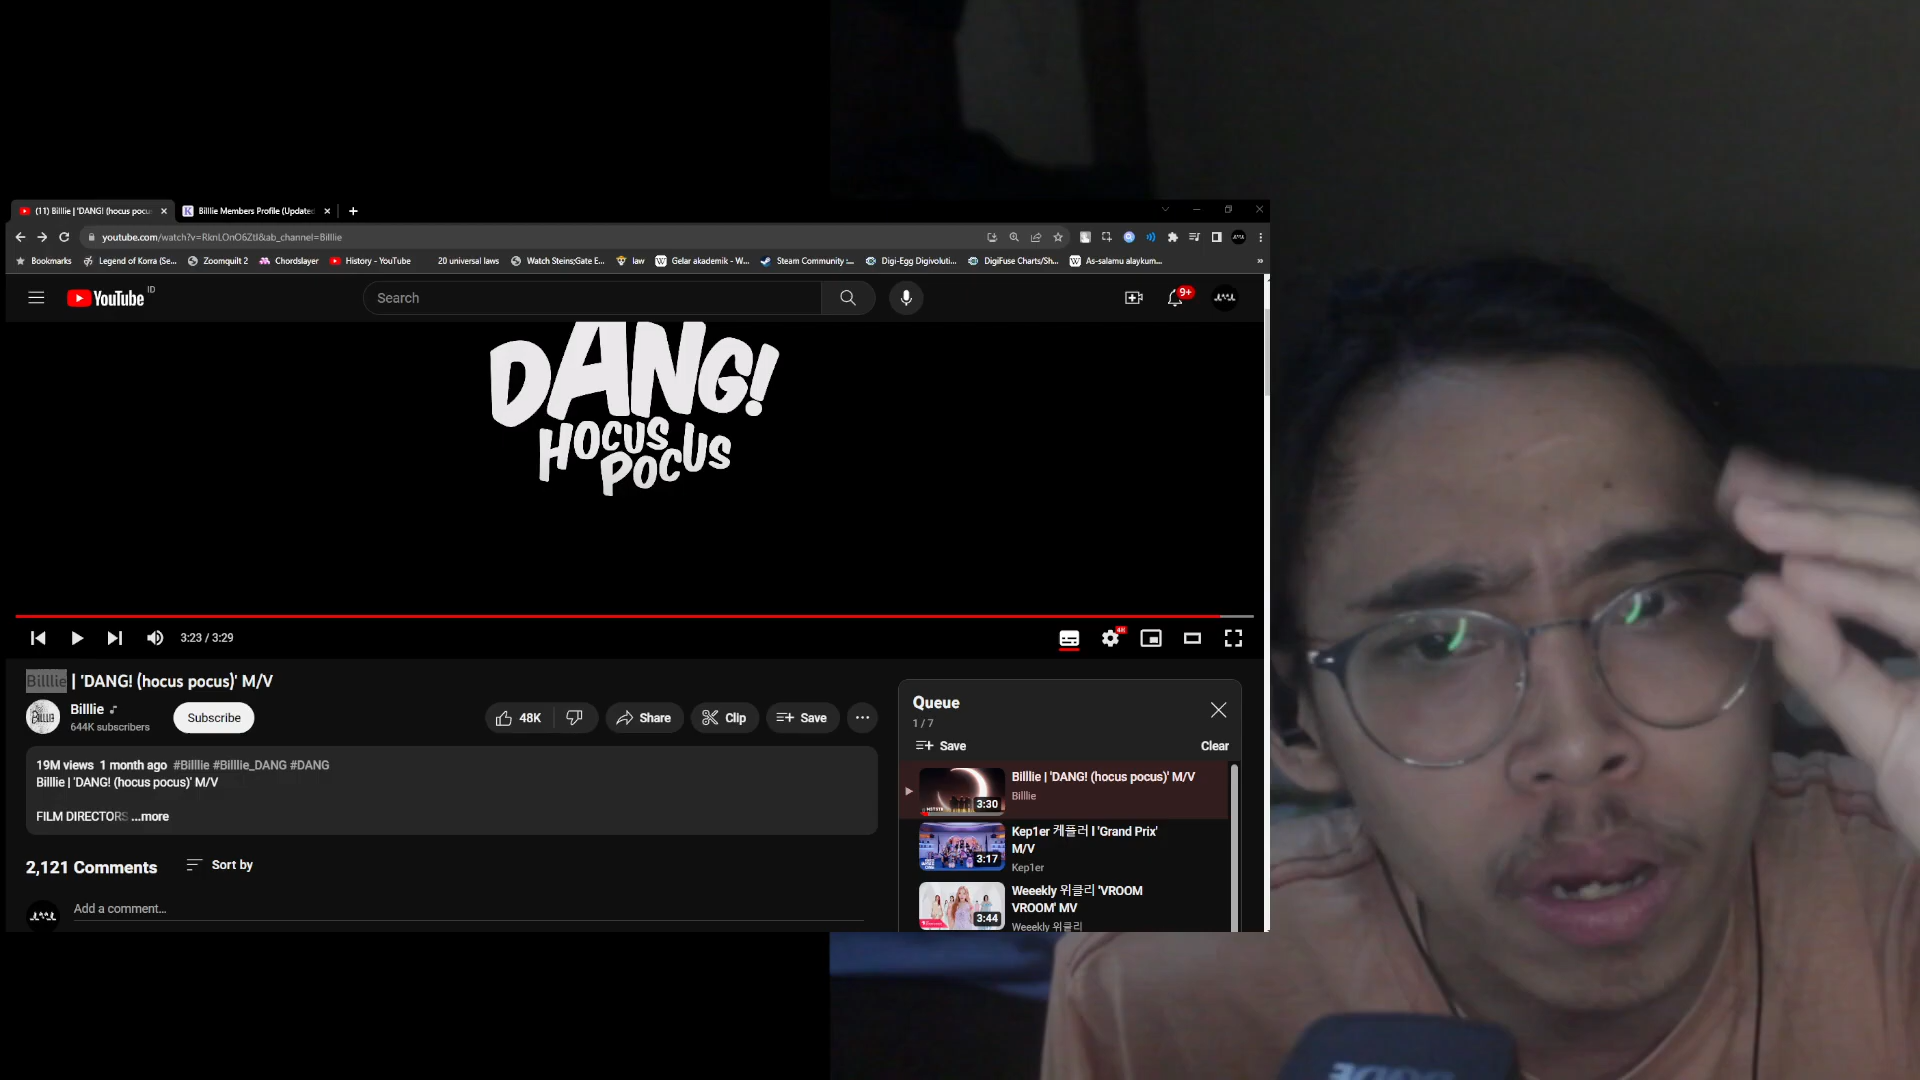 (11) Billlie | 'DANG! (hocus pocu
Billlie Members Profile (Updated
youtube.com/watch?v=RknLOnO6ZtI&ab_channel=Billlie
Bookmarks
Legend of Korra (Se...
Zoomquilt 2
Chordslayer
History - YouTube
20 universal laws
Watch Steins;Gate E...
law
Gelar akademik - W...
Steam Community :...
Digi-Egg Digivoluti...
DigiFuse Charts/Sh...
As-salamu alaykum...
YouTube ID
Search
9+
DANG!
HOCUS
POCUS
3:23 / 3:29
4K
Billlie | 'DANG! (hocus pocus)' M/V
Billlie
644K subscribers
Subscribe
48K
Share
Clip
Save
19M views 1 month ago #Billlie #Billlie_DANG #DANG
Billlie | 'DANG! (hocus pocus)' M/V
FILM DIRECTORS ...more
2,121 Comments
Sort by
Add a comment...
Queue
1 / 7
Save
Clear
Billlie | 'DANG! (hocus pocus)' M/V
Billlie
3:30
Kep1er 케플러 l 'Grand Prix'
M/V
Kep1er
3:17
Weeekly 위클리 'VROOM
VROOM' MV
Weeekly 위클리
3:44
RODE